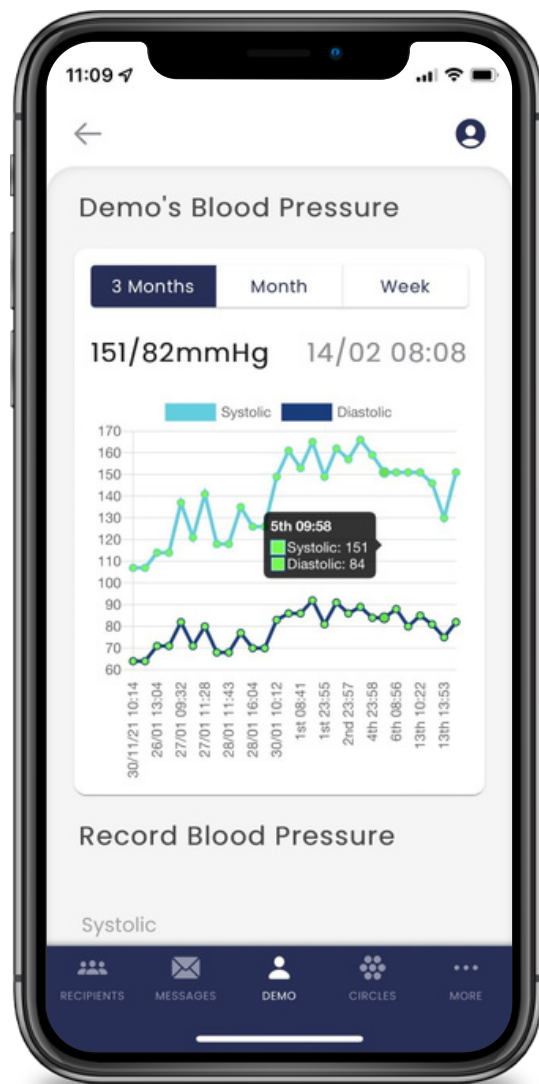 11:09
Demo's Blood Pressure
3 Months Month Week
151/82mmHg 14/02 08:08
Systolic Diastolic
170
160
150
140
130
120
110
100
90
80
70
60
5th 09:58
Systolic: 151
Diastolic: 84
30/11/21 10:14
26/01 13:04
27/01 09:32
27/01 11:28
28/01 11:43
28/01 16:04
30/01 10:12
1st 08:41
1st 23:55
2nd 23:57
4th 23:58
6th 08:56
13th 10:22
13th 13:53
Record Blood Pressure
Systolic
RECIPIENTS MESSAGES DEMO CIRCLES MORE